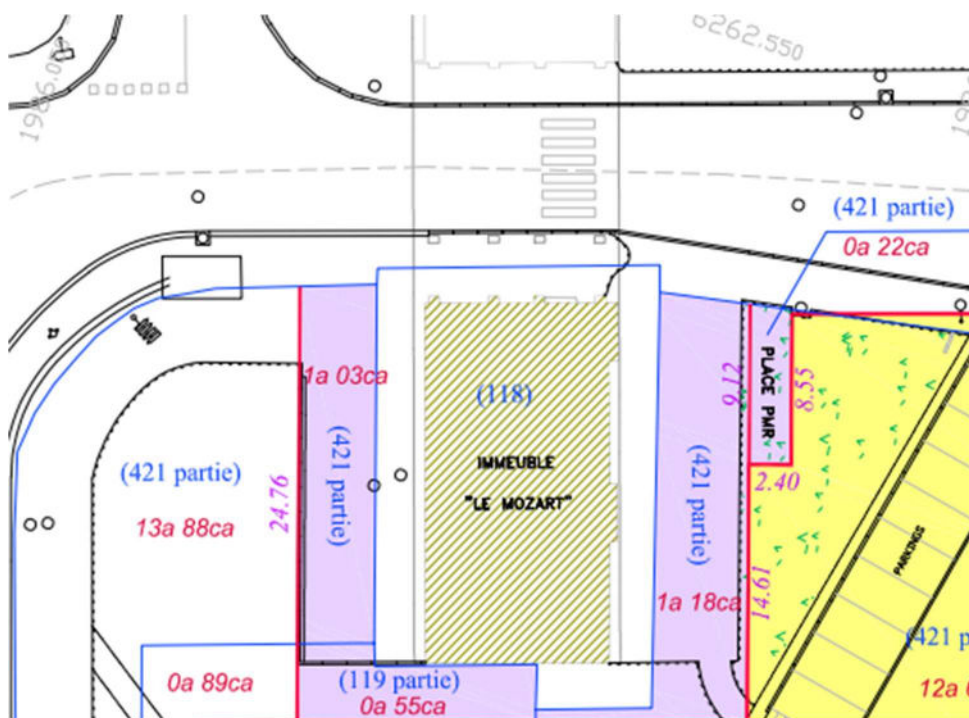 6262.550
(421 partie)
0a 22ca
1a 03ca
(118)
9.12
PLACE PMR
8.55
IMMEUBLE
"LE MOZART"
(421 partie)
13a 88ca
24.76
(421 partie)
(421 partie)
2.40
PARKINGS
14.61
1a 18ca
0a 89ca
(119 partie)
0a 55ca
(421 p
12a